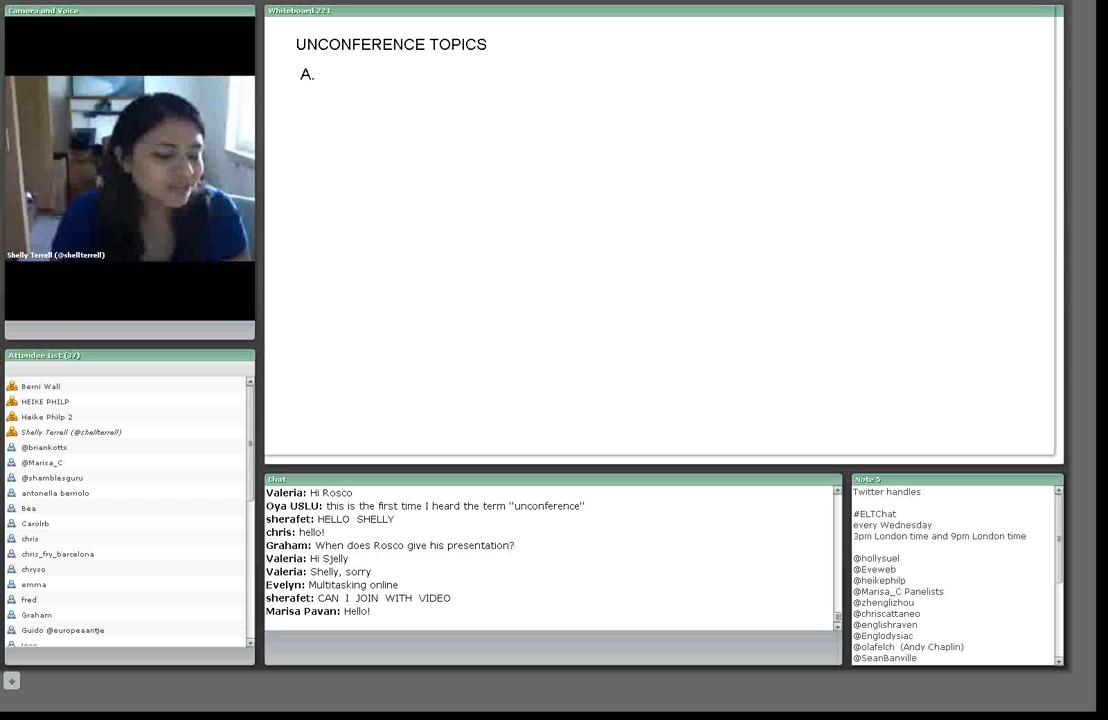 Camera and Voice
Shelly Terrell (@shellterrell)
Attendee List (37)
Berni Wall
HEIKE PHILP
Heike Philp 2
Shelly Terrell (@shellterrell)
@briankotts
@Marisa_C
@shamblesguru
antonella berriolo
Bea
Carolrb
chris
chris_fry_barcelona
chryso
emma
fred
Graham
Guido @europeaantje
Whiteboard 221
UNCONFERENCE TOPICS
A.
Chat
Valeria: Hi Rosco
Oya USLU: this is the first time I heard the term "unconference"
sherafet: HELLO SHELLY
chris: hello!
Graham: When does Rosco give his presentation?
Valeria: Hi Sjelly
Valeria: Shelly, sorry
Evelyn: Multitasking online
sherafet: CAN I JOIN WITH VIDEO
Marisa Pavan: Hello!
Note 5
Twitter handles
#ELTChat
every Wednesday
3pm London time and 9pm London time
@hollysuel
@Eveweb
@heikephilp
@Marisa_C Panelists
@zhenglizhou
@chriscattaneo
@englishraven
@Englodysiac
@olafelch (Andy Chaplin)
@SeanBanville